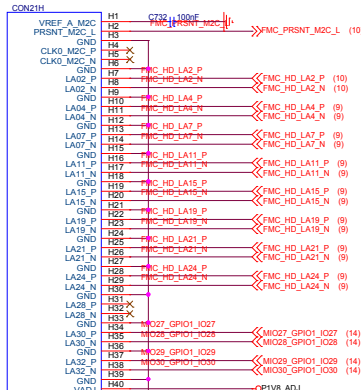 CON21H
VREF_A_M2C H1 C732 100nF
PRSNT_M2C_L H2 FMC_PRSNT_M2C_L FMC_PRSNT_M2C_L (10
GND H3
CLK0_M2C_P H4
CLK0_M2C_N H5
GND H6
LA02_P H7 FMC_HD_LA2_P FMC_HD_LA2_P (10)
LA02_N H8 FMC_HD_LA2_N FMC_HD_LA2_N (10)
GND H9
LA04_P H10 FMC_HD_LA4_P FMC_HD_LA4_P (9)
LA04_N H11 FMC_HD_LA4_N FMC_HD_LA4_N (9)
GND H12
LA07_P H13 FMC_HD_LA7_P FMC_HD_LA7_P (9)
LA07_N H14 FMC_HD_LA7_N FMC_HD_LA7_N (9)
GND H15
LA11_P H16 FMC_HD_LA11_P FMC_HD_LA11_P (9)
LA11_N H17 FMC_HD_LA11_N FMC_HD_LA11_N (9)
GND H18
LA15_P H19 FMC_HD_LA15_P FMC_HD_LA15_P (9)
LA15_N H20 FMC_HD_LA15_N FMC_HD_LA15_N (9)
GND H21
LA19_P H22 FMC_HD_LA19_P FMC_HD_LA19_P (9)
LA19_N H23 FMC_HD_LA19_N FMC_HD_LA19_N (9)
GND H24
LA21_P H25 FMC_HD_LA21_P FMC_HD_LA21_P (9)
LA21_N H26 FMC_HD_LA21_N FMC_HD_LA21_N (9)
GND H27
LA24_P H28 FMC_HD_LA24_P FMC_HD_LA24_P (9)
LA24_N H29 FMC_HD_LA24_N FMC_HD_LA24_N (9)
GND H30
LA28_P H31
LA28_N H32
GND H33
LA30_P H34 MIO27_GPIO1_IO27 MIO27_GPIO1_IO27 (14)
LA30_N H35 MIO28_GPIO1_IO28 MIO28_GPIO1_IO28 (14)
GND H36
LA32_P H37 MIO29_GPIO1_IO29 MIO29_GPIO1_IO29 (14)
LA32_N H38 MIO30_GPIO1_IO30 MIO30_GPIO1_IO30 (14)
GND H39
VADJ H40 OP1V8_ADJ